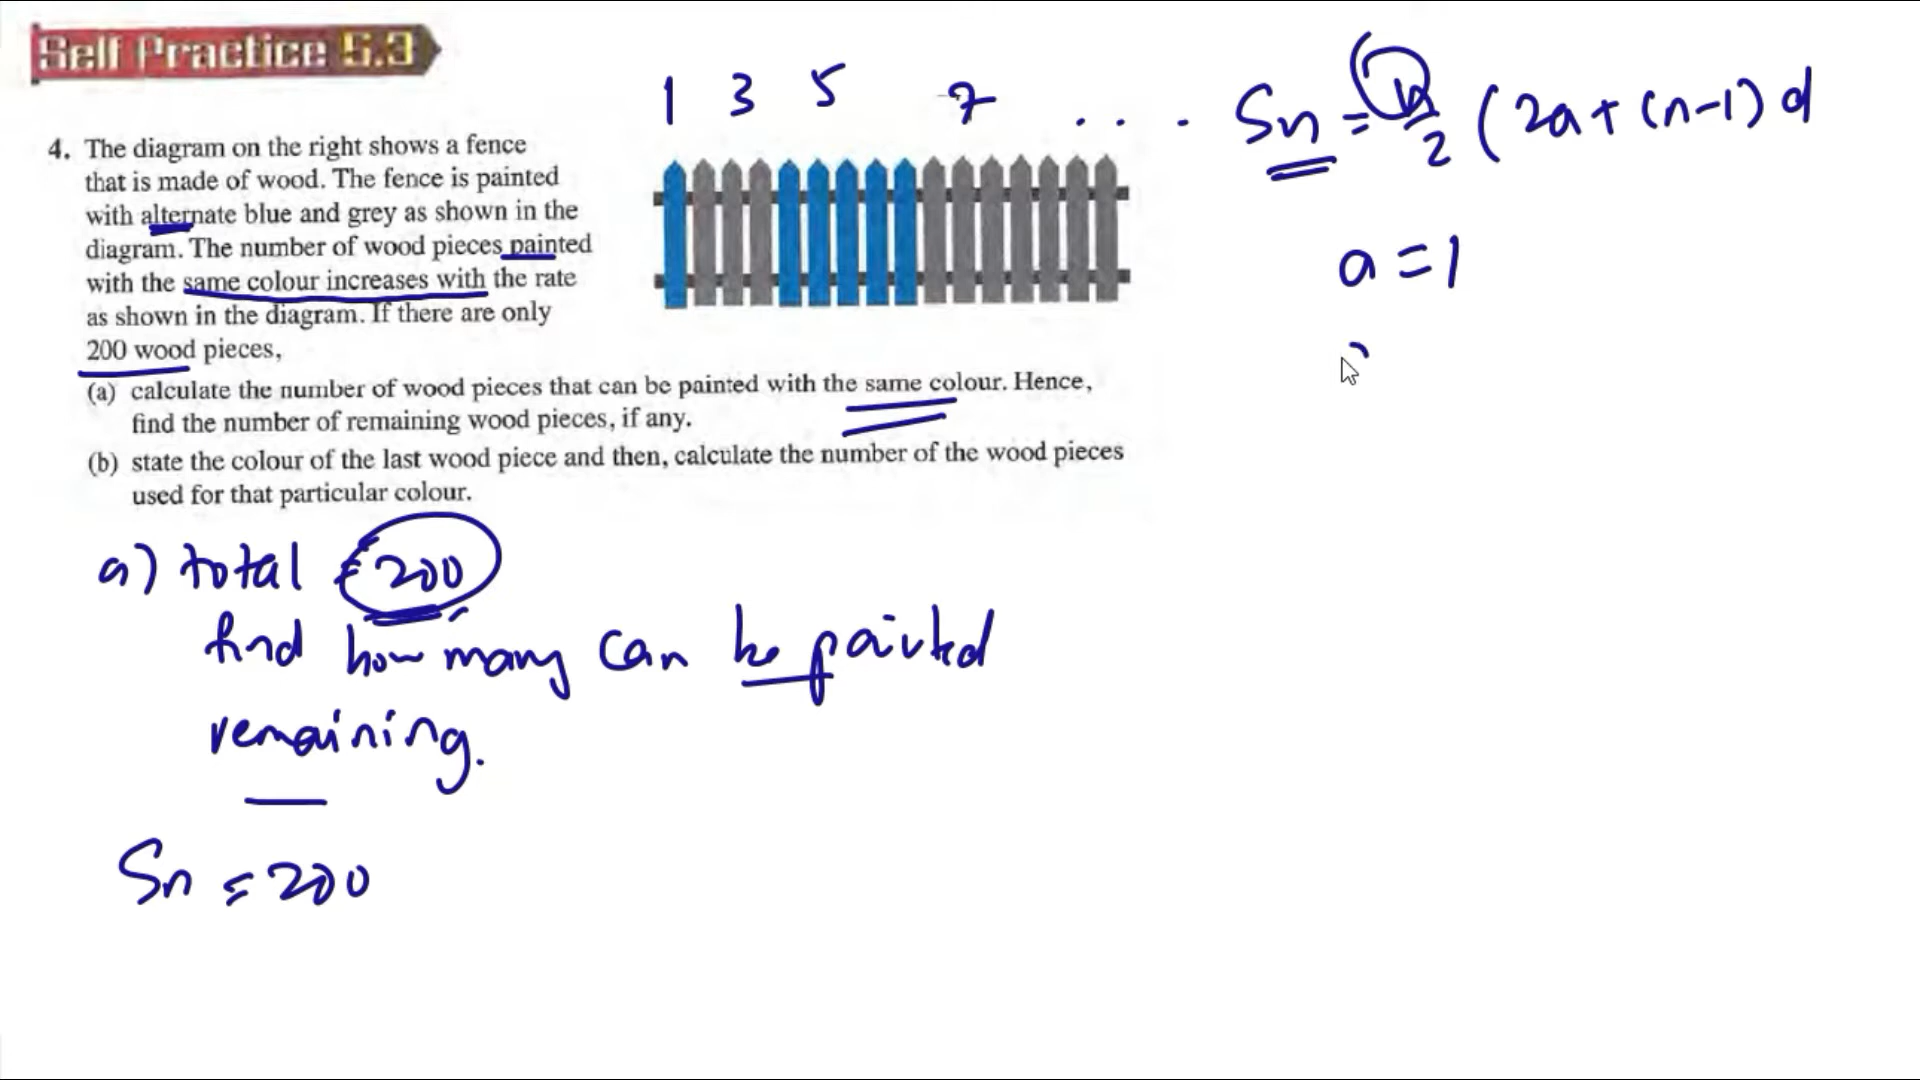 Self Practice 5.3
1 3 5 7 . . . .
Sn = n/2 (2a + (n-1) d
4. The diagram on the right shows a fence
that is made of wood. The fence is painted
with alternate blue and grey as shown in the
diagram. The number of wood pieces painted
with the same colour increases with the rate
as shown in the diagram. If there are only
200 wood pieces,
a = 1
(a) calculate the number of wood pieces that can be painted with the same colour. Hence,
find the number of remaining wood pieces, if any.
(b) state the colour of the last wood piece and then, calculate the number of the wood pieces
used for that particular colour.
a) total 200
find how many can be painted
remaining.
Sn = 200